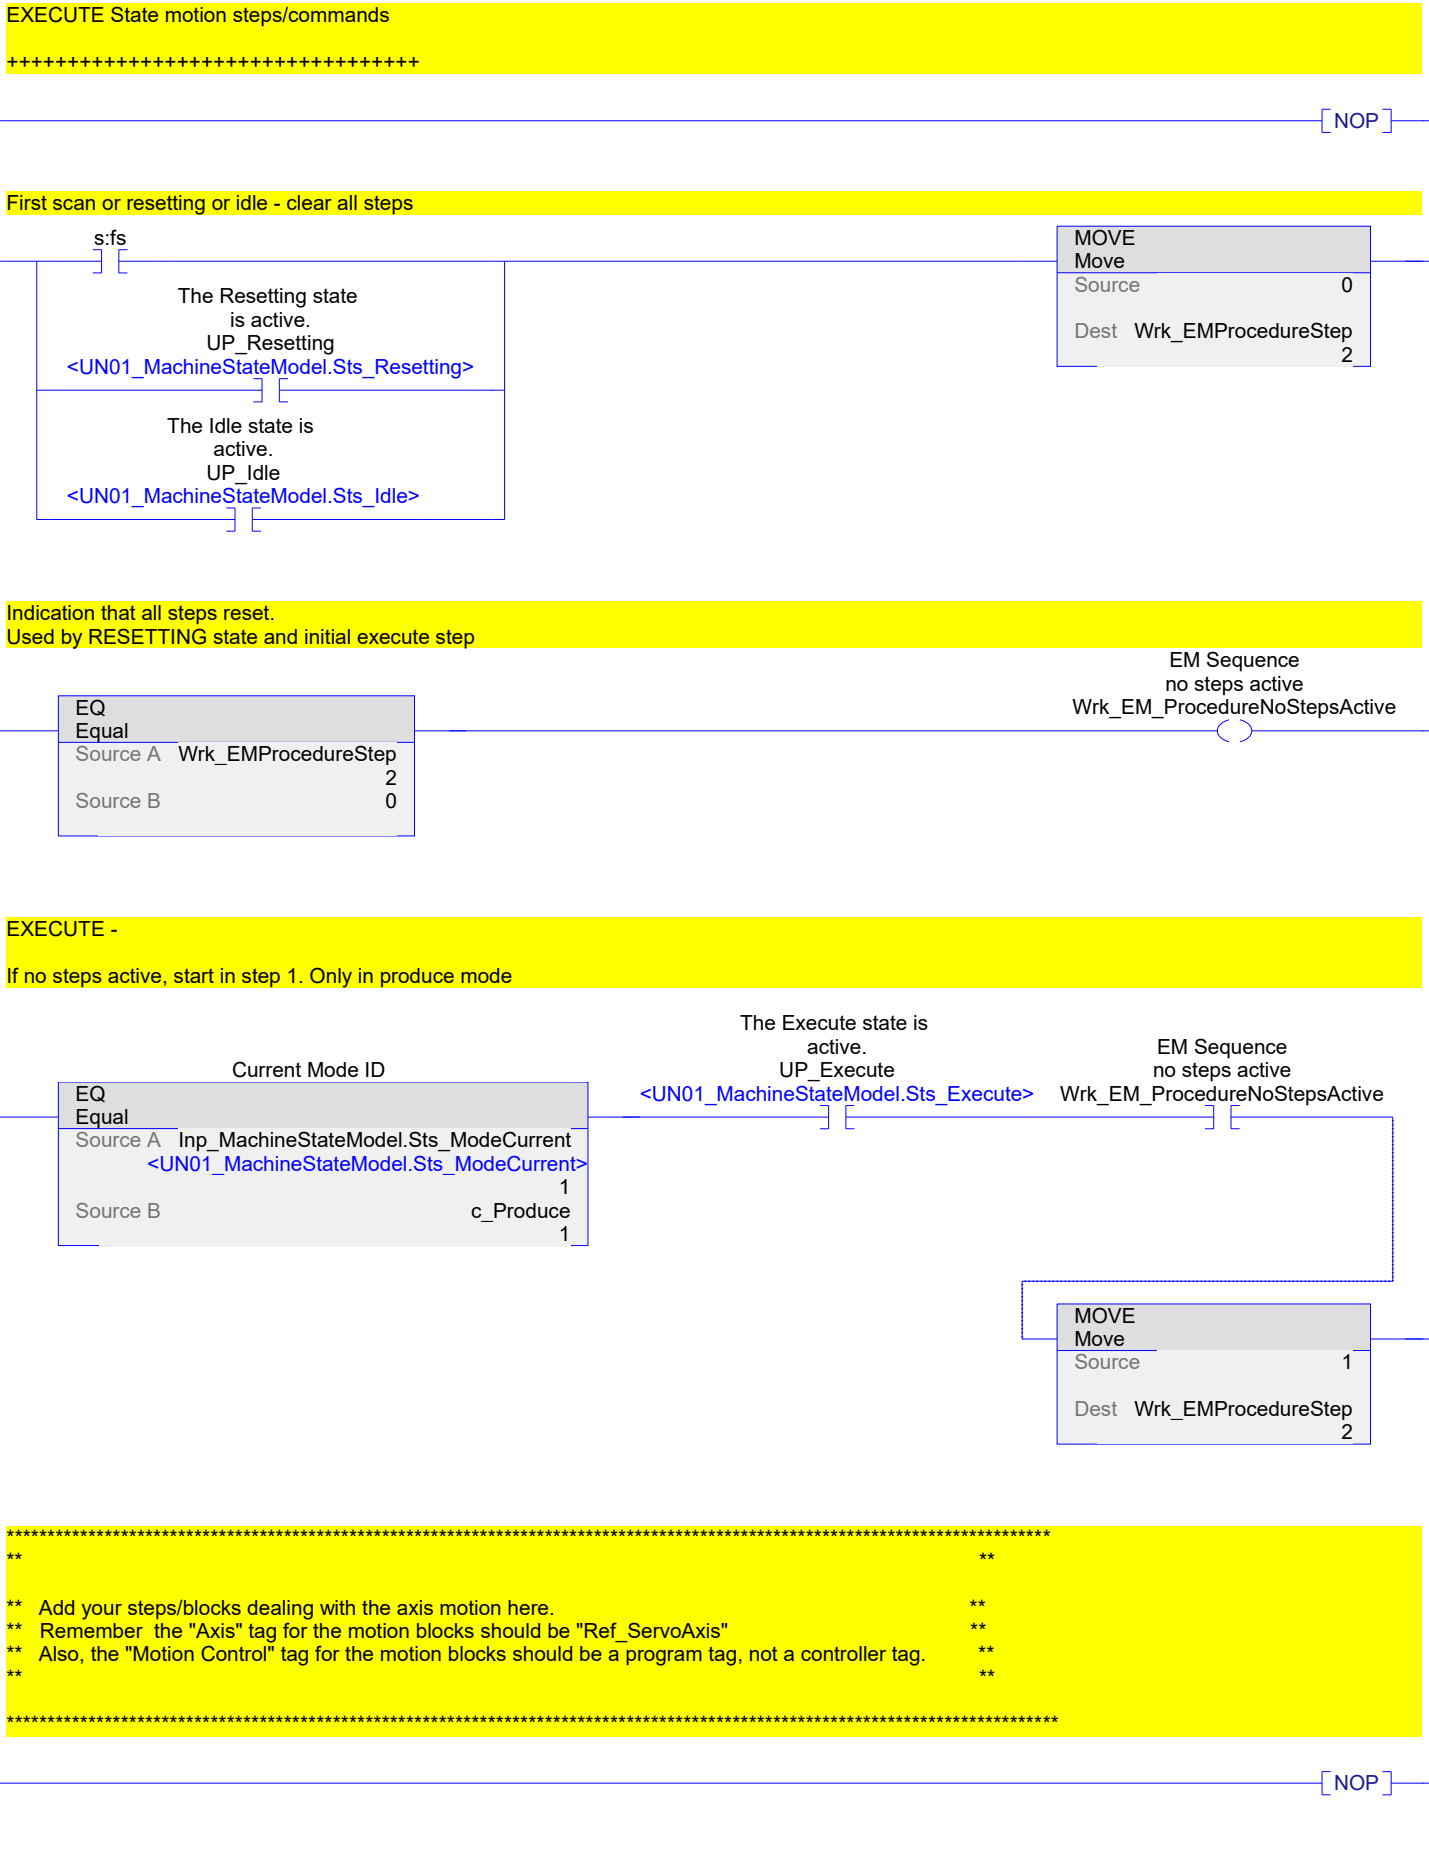 EXECUTE State motion steps/commands
++++++++++++++++++++++++++++++++++
NOP
First scan or resetting or idle - clear all steps
s:fs
The Resetting state
is active.
UP_Resetting
<UN01_MachineStateModel.Sts_Resetting>
The Idle state is
active.
UP_Idle
<UN01_MachineStateModel.Sts_Idle>
MOVE
Move
Source 0
Dest Wrk_EMProcedureStep
2
Indication that all steps reset.
Used by RESETTING state and initial execute step
EQ
Equal
Source A Wrk_EMProcedureStep
2
Source B 0
EM Sequence
no steps active
Wrk_EM_ProcedureNoStepsActive
EXECUTE -
If no steps active, start in step 1. Only in produce mode
Current Mode ID
EQ
Equal
Source A Inp_MachineStateModel.Sts_ModeCurrent
<UN01_MachineStateModel.Sts_ModeCurrent>
1
Source B c_Produce
1
The Execute state is
active.
UP_Execute
<UN01_MachineStateModel.Sts_Execute>
EM Sequence
no steps active
Wrk_EM_ProcedureNoStepsActive
MOVE
Move
Source 1
Dest Wrk_EMProcedureStep
2
**********************************************************************************************************************************
** **
** Add your steps/blocks dealing with the axis motion here. **
** Remember the "Axis" tag for the motion blocks should be "Ref_ServoAxis" **
** Also, the "Motion Control" tag for the motion blocks should be a program tag, not a controller tag. **
** **
***********************************************************************************************************************************
NOP